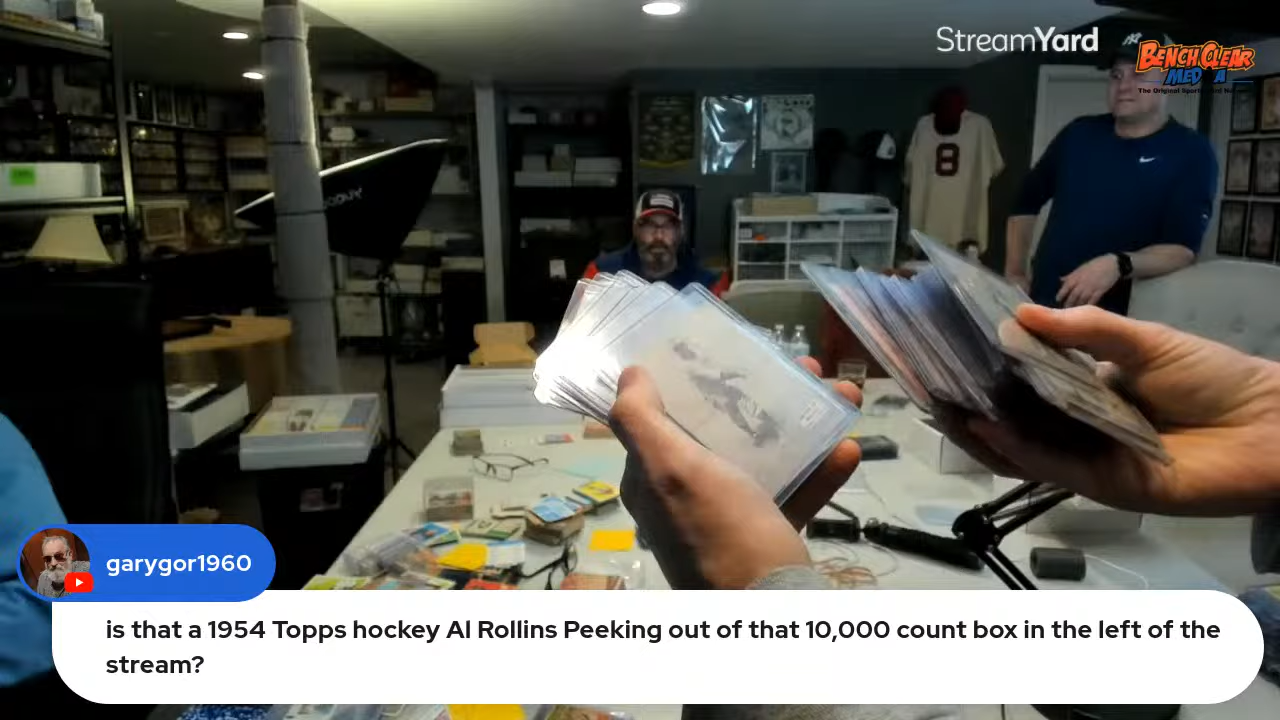 StreamYard
BENCH CLEAR
MEDIA
8
garygor1960
is that a 1954 Topps hockey Al Rollins Peeking out of that 10,000 count box in the left of the
stream?